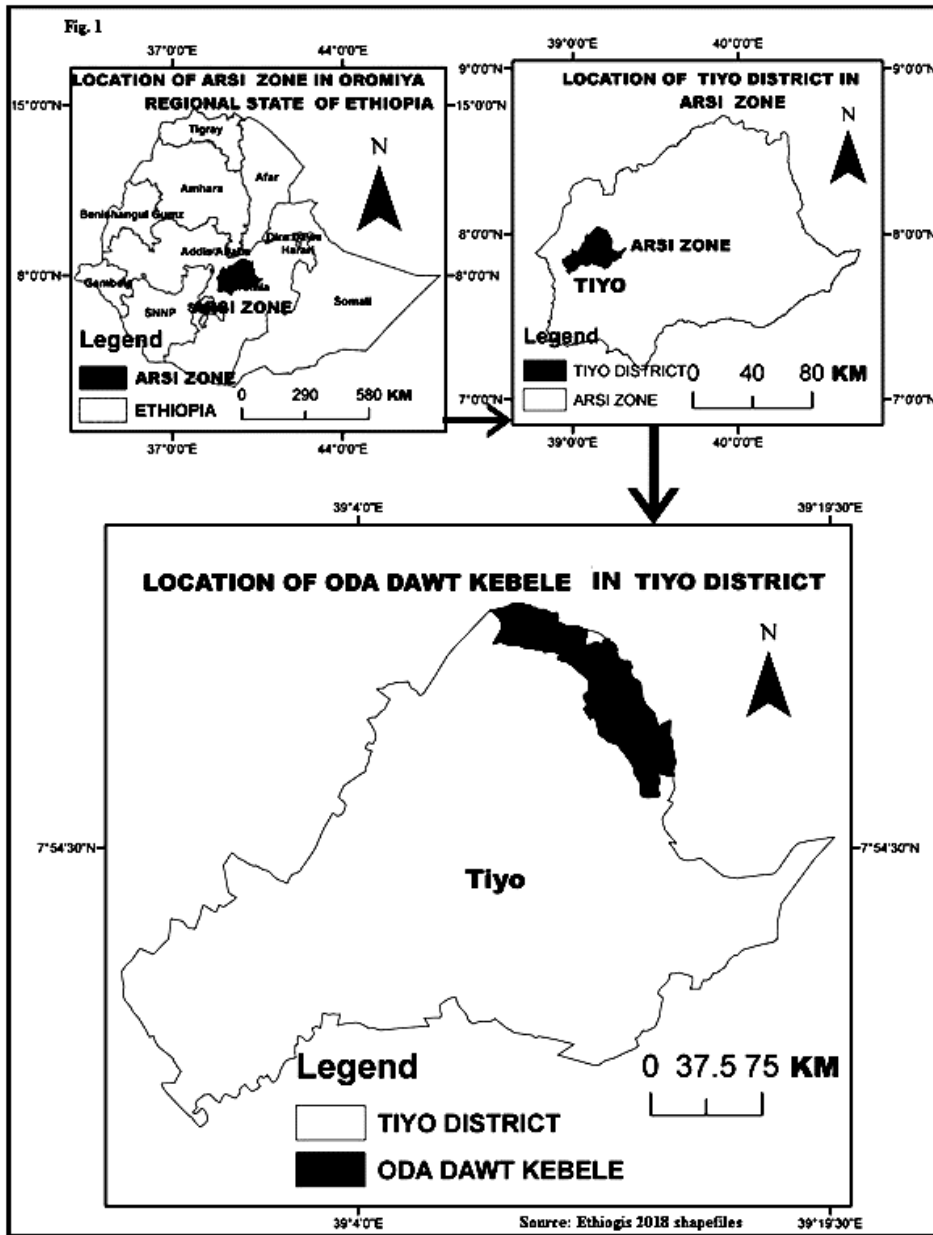 Fig. 1
37°0'0"E 44°0'0"E
LOCATION OF ARSI ZONE IN OROMIYA
REGIONAL STATE OF ETHIOPIA
15°0'0"N
Tigray
N
Afar
Amhara
Benishangul Gumz
Dire Dawa
Harari
Addis Ababa
8°0'0"N
Gambela
ARSI ZONE
Somali
SNNP
Legend
ARSI ZONE
ETHIOPIA
0 290 580 KM
37°0'0"E 44°0'0"E
39°0'0"E 40°0'0"E
9°0'0"N 9°0'0"N
LOCATION OF TIYO DISTRICT IN
ARSI ZONE
15°0'0"N
N
8°0'0"N 8°0'0"N
8°0'0"N
ARSI ZONE
TIYO
Legend
TIYO DISTRICT
ARSI ZONE
0 40 80 KM
7°0'0"N 7°0'0"N
39°0'0"E 40°0'0"E
39°4'0"E 39°19'30"E
LOCATION OF ODA DAWT KEBELE IN TIYO DISTRICT
N
7°54'30"N 7°54'30"N
Tiyo
Legend
0 37.5 75 KM
TIYO DISTRICT
ODA DAWT KEBELE
Source: Ethiogis 2018 shapefiles
39°4'0"E 39°19'30"E